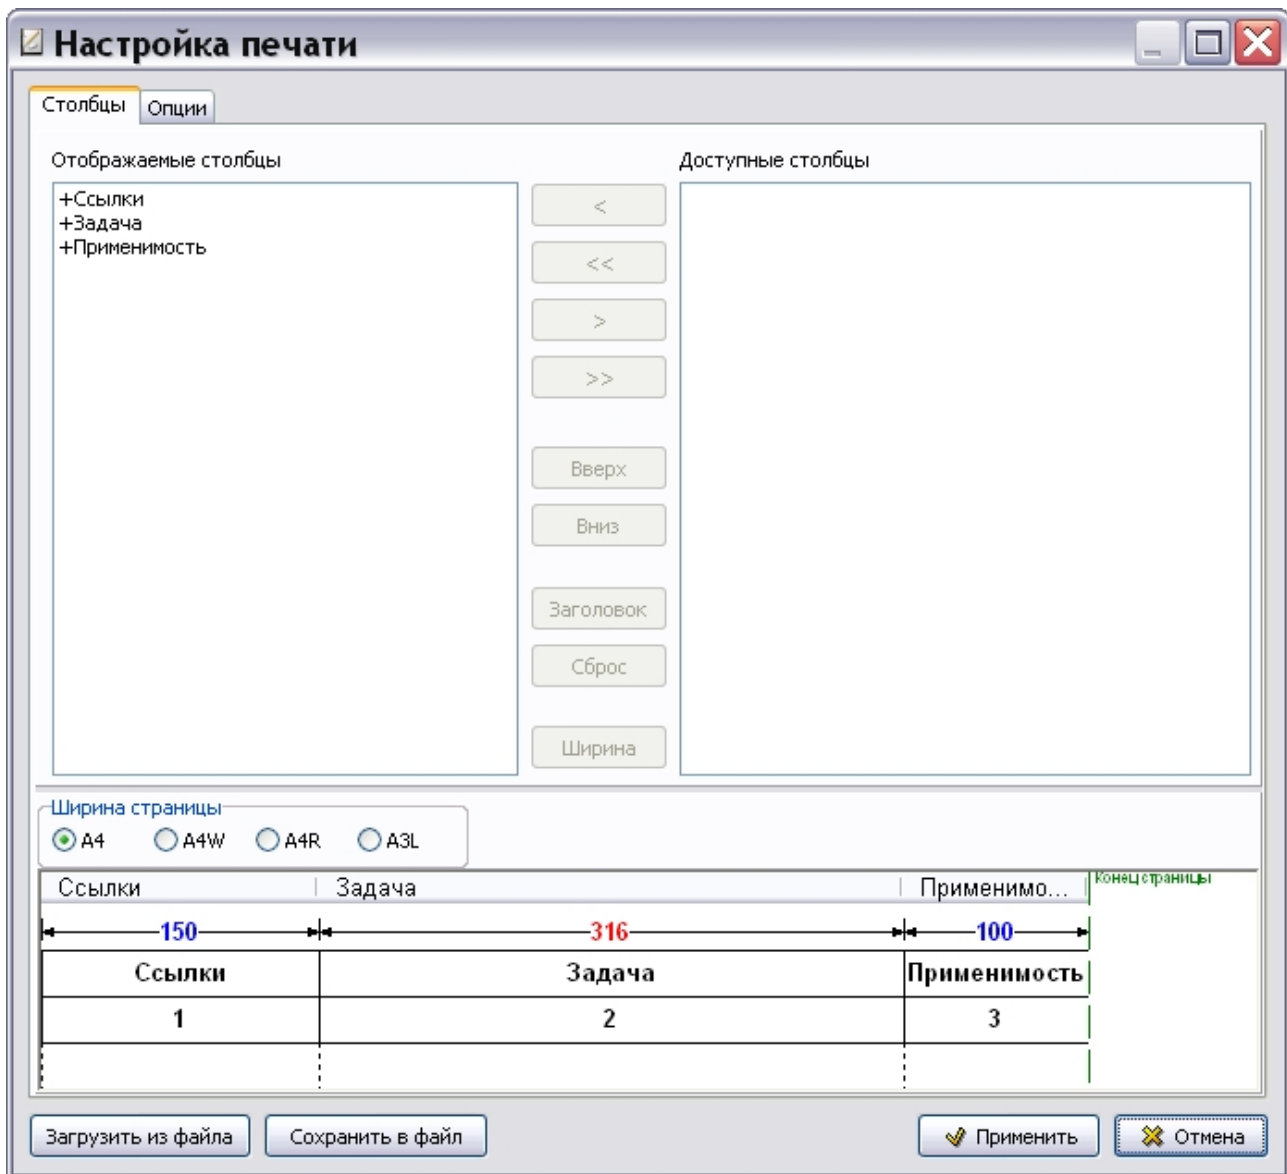 Настройка печати
Столбцы Опции
Отображаемые столбцы Доступные столбцы
+Ссылки
+Задача
+Применимость
<
<<
>
>>
Вверх
Вниз
Заголовок
Сброс
Ширина
Ширина страницы
A4 A4W A4R A3L
Ссылки Задача Применимо... Конец страницы
150 316 100
Ссылки Задача Применимость
1 2 3
Загрузить из файла Сохранить в файл Применить Отмена